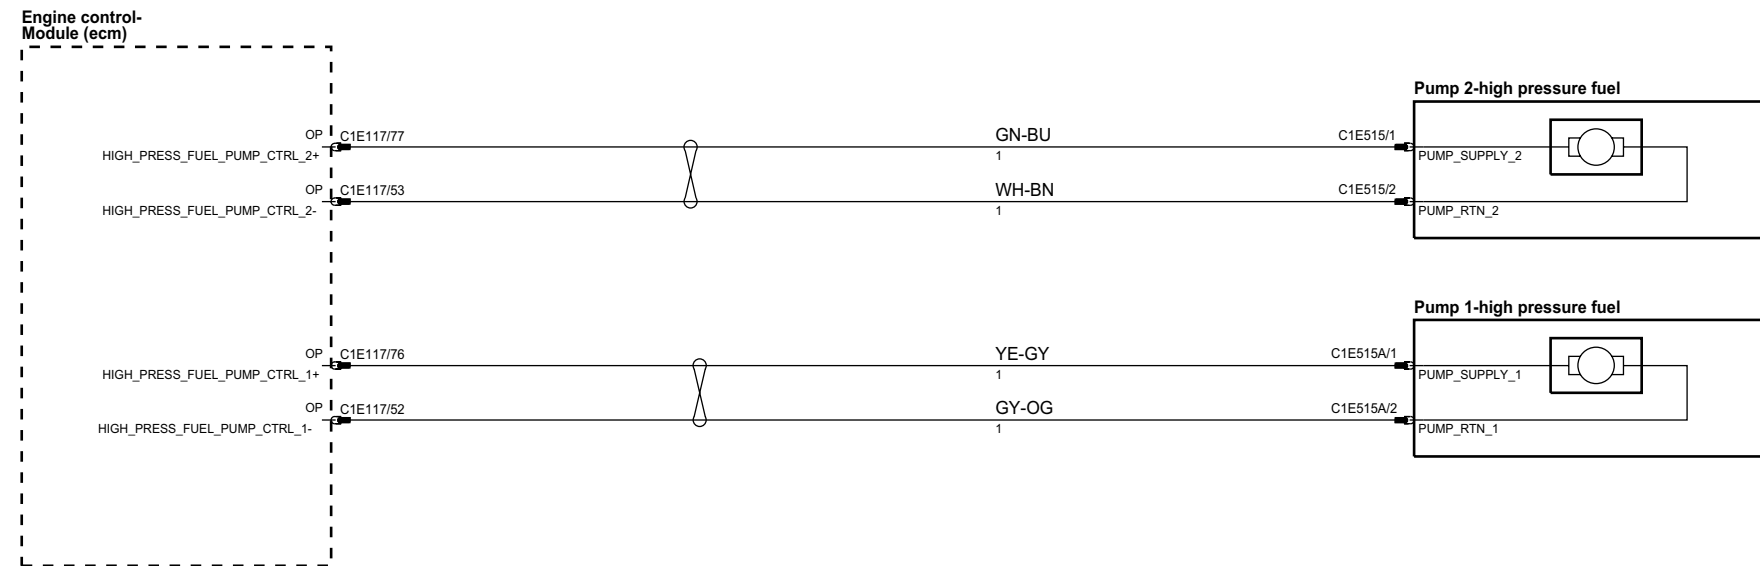 Engine control-
Module (ecm)
Pump 2-high pressure fuel
OP C1E117/77 GN-BU C1E515/1
HIGH_PRESS_FUEL_PUMP_CTRL_2+ 1 PUMP_SUPPLY_2
OP C1E117/53 WH-BN C1E515/2
HIGH_PRESS_FUEL_PUMP_CTRL_2- 1 PUMP_RTN_2
Pump 1-high pressure fuel
OP C1E117/76 YE-GY C1E515A/1
HIGH_PRESS_FUEL_PUMP_CTRL_1+ 1 PUMP_SUPPLY_1
OP C1E117/52 GY-OG C1E515A/2
HIGH_PRESS_FUEL_PUMP_CTRL_1- 1 PUMP_RTN_1